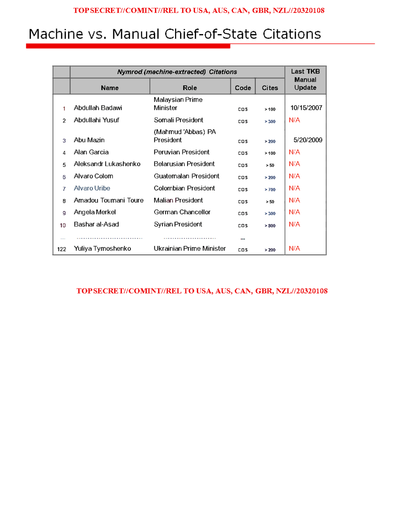 TOP SECRET//COMINT//REL TO USA, AUS, CAN, GBR, NZL//20320108
Machine vs. Manual Chief-of-State Citations
Nymrod (machine-extracted) Citations Last TKB Manual Update
Name Role Code Cites
1 Abdullah Badawi Malaysian Prime Minister COS >100 10/15/2007
2 Abdullahi Yusuf Somali President COS >300 N/A
3 Abu Mazin (Mahmud 'Abbas) PA President COS >200 5/20/2009
4 Alan Garcia Peruvian President COS >100 N/A
5 Aleksandr Lukashenko Belarusian President COS >50 N/A
6 Alvaro Colom Guatemalan President COS >200 N/A
7 Alvaro Uribe Colombian President COS >700 N/A
8 Amadou Toumani Toure Malian President COS >50 N/A
9 Angela Merkel German Chancellor COS >300 N/A
10 Bashar al-Asad Syrian President COS >800 N/A
122 Yuliya Tymoshenko Ukrainian Prime Minister COS >200 N/A
TOP SECRET//COMINT//REL TO USA, AUS, CAN, GBR, NZL//20320108